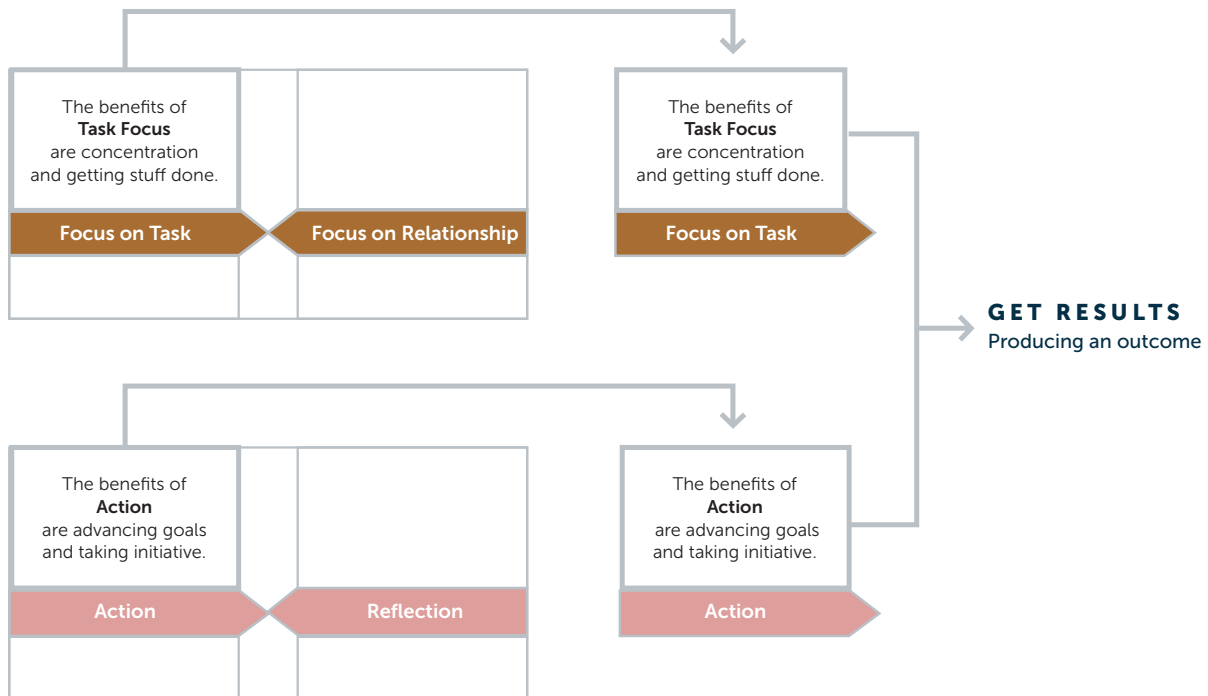 The benefits of
Task Focus
are concentration
and getting stuff done.
Focus on Task
Focus on Relationship
The benefits of
Task Focus
are concentration
and getting stuff done.
Focus on Task
GET RESULTS
Producing an outcome
The benefits of
Action
are advancing goals
and taking initiative.
Action
Reflection
The benefits of
Action
are advancing goals
and taking initiative.
Action